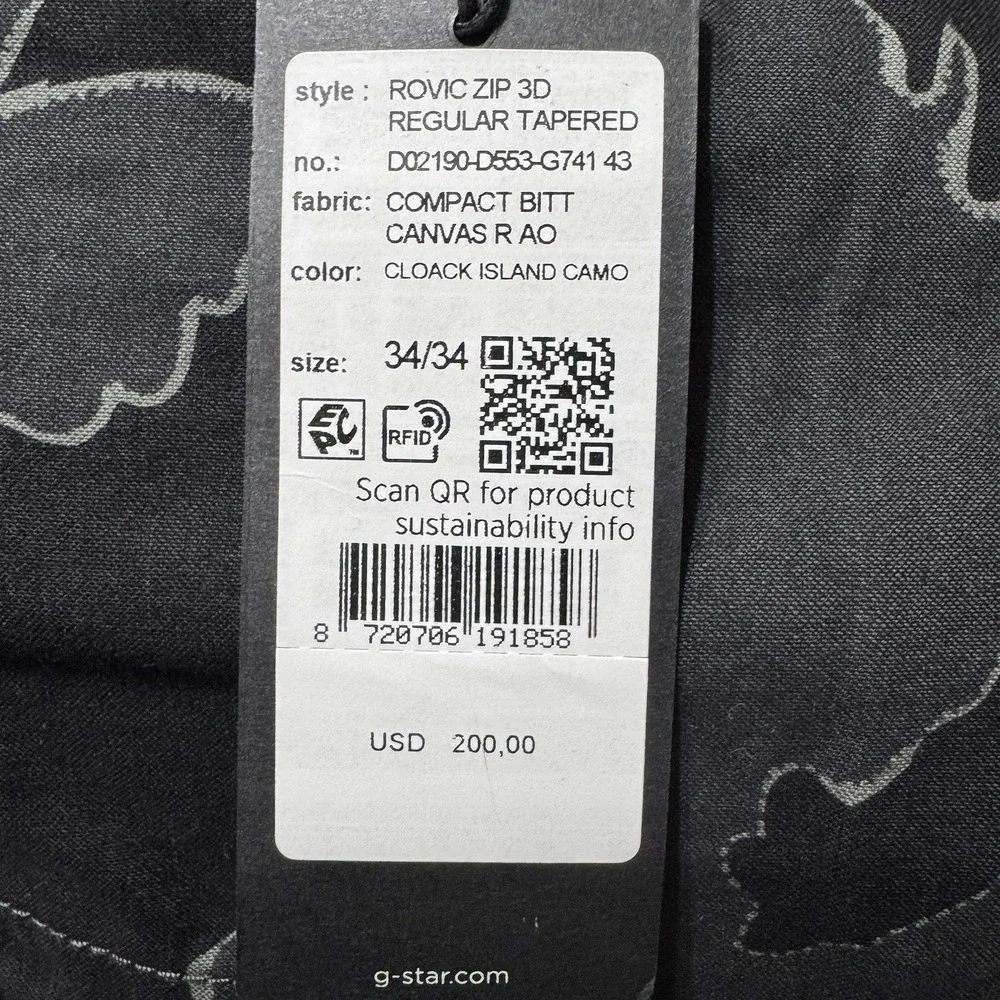 style : ROVIC ZIP 3D
REGULAR TAPERED
no.: D02190-D553-G741 43
fabric: COMPACT BITT
CANVAS R AO
color: CLOACK ISLAND CAMO
size: 34/34
EPC TM
RFID
Scan QR for product
sustainability info
8 720706 191858
USD 200,00
g-star.com